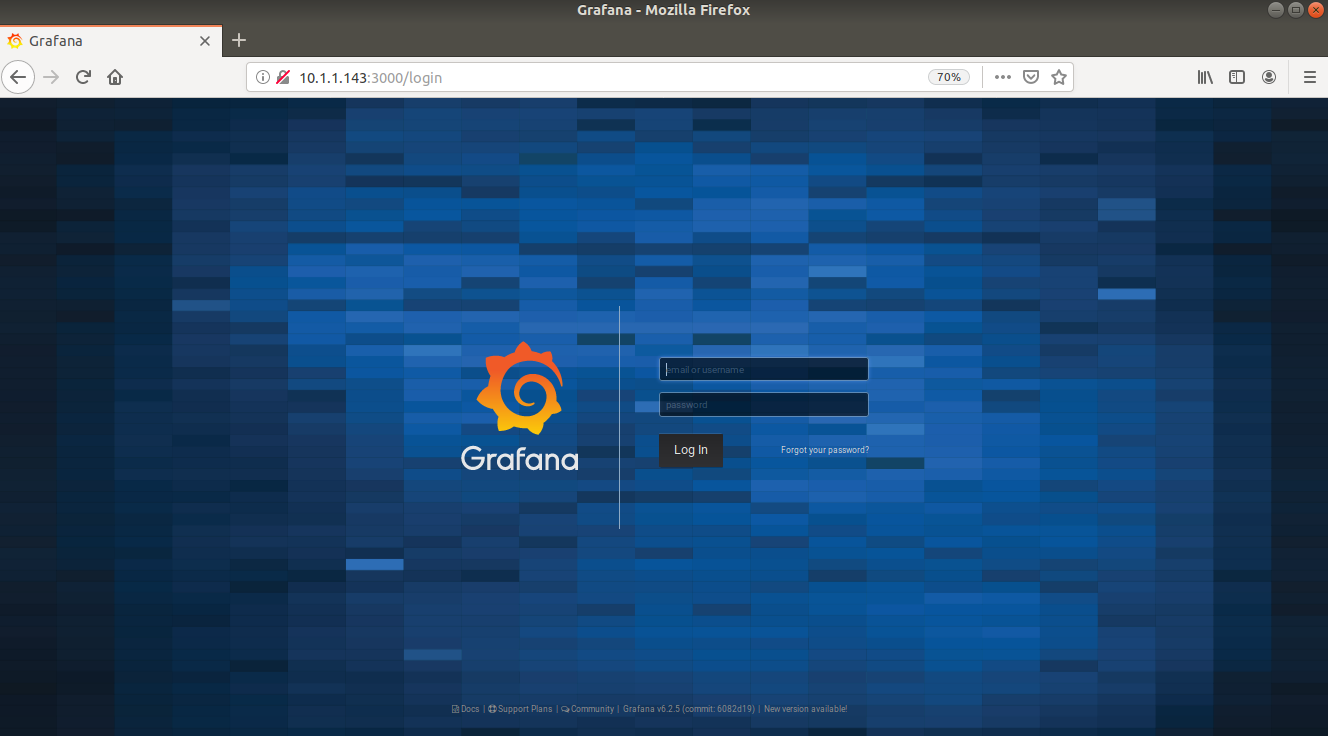 Grafana - Mozilla Firefox
Grafana
10.1.1.143:3000/login
70%
email or username
password
Grafana
Log In
Forgot your password?
Docs | Support Plans | Community | Grafana v6.2.5 (commit: 6082d19) | New version available!